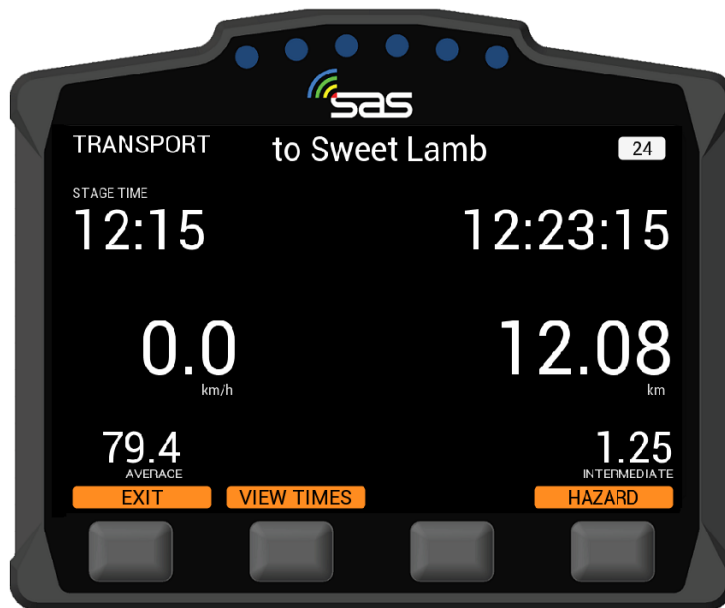 sas
TRANSPORT to Sweet Lamb 24
STAGE TIME
12:15 12:23:15
0.0 12.08
km/h km
79.4 1.25
AVERAGE INTERMEDIATE
EXIT VIEW TIMES HAZARD